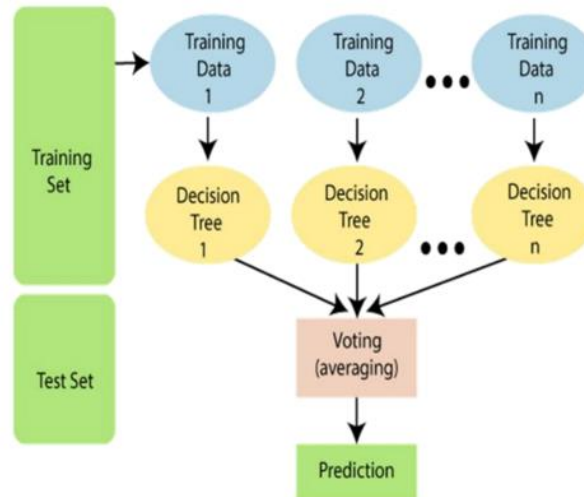 Training
Set
Test Set
Training
Data
1
Training
Data
2
Training
Data
n
Decision
Tree
1
Decision
Tree
2
Decision
Tree
n
Voting
(averaging)
Prediction